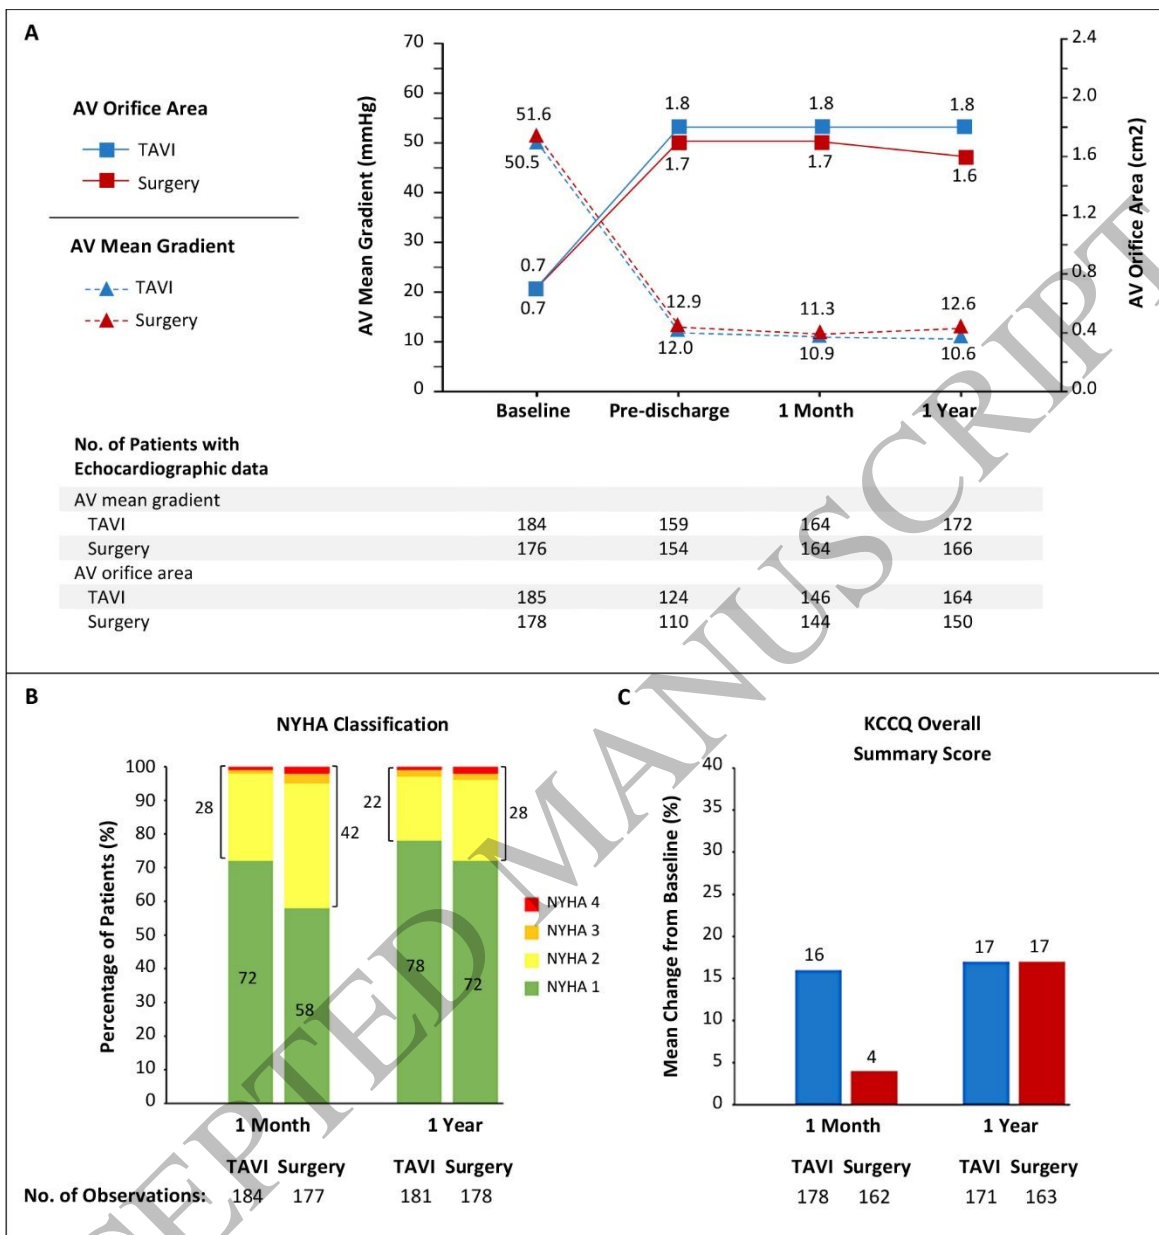 A
AV Orifice Area
TAVI
Surgery
AV Mean Gradient
TAVI
Surgery
AV Mean Gradient (mmHg)
70
60
50
40
30
20
10
0
51.6
50.5
0.7
0.7
1.8
1.7
12.9
12.0
1.8
1.7
11.3
10.9
1.8
1.6
12.6
10.6
2.4
2.0
1.6
1.2
0.8
0.4
0.0
AV Orifice Area (cm2)
Baseline Pre-discharge 1 Month 1 Year
No. of Patients with
Echocardiographic data
AV mean gradient
TAVI 184 159 164 172
Surgery 176 154 164 166
AV orifice area
TAVI 185 124 146 164
Surgery 178 110 144 150
B
NYHA Classification
Percentage of Patients (%)
100
90
80
70
60
50
40
30
20
10
0
28
72
42
58
22
78
28
72
NYHA 4
NYHA 3
NYHA 2
NYHA 1
1 Month 1 Year
TAVI Surgery TAVI Surgery
No. of Observations: 184 177 181 178
C
KCCQ Overall
Summary Score
Mean Change from Baseline (%)
40
35
30
25
20
15
10
5
0
16
4
17
17
1 Month 1 Year
TAVI Surgery TAVI Surgery
178 162 171 163
EPTED MANUSCRIPT